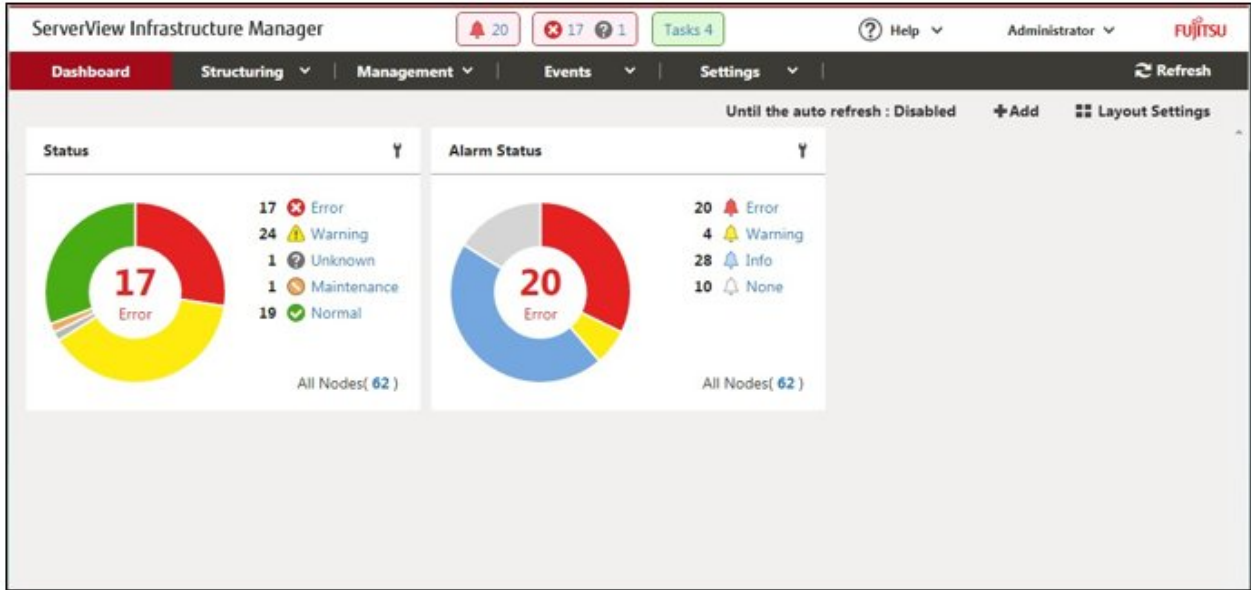 ServerView Infrastructure Manager 20 17 1 Tasks 4 Help Administrator FUJITSU
Dashboard Structuring Management Events Settings Refresh
Until the auto refresh : Disabled Add Layout Settings
Status
17 Error
24 Warning
1 Unknown
1 Maintenance
19 Normal
17
Error
All Nodes( 62 )
Alarm Status
20 Error
4 Warning
28 Info
10 None
20
Error
All Nodes( 62 )